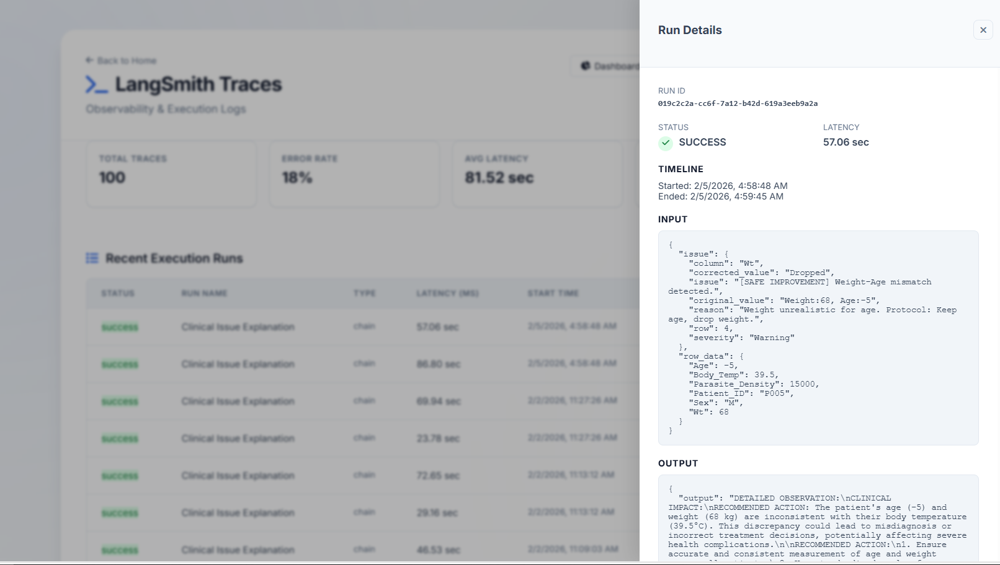 Back to Home
LangSmith Traces
Observability & Execution Logs
Dashboard
TOTAL TRACES
100
ERROR RATE
18%
AVG LATENCY
81.52 sec
Recent Execution Runs
STATUS RUN NAME TYPE LATENCY (MS) START TIME
success Clinical Issue Explanation chain 57.06 sec 2/5/2026, 4:58:48 AM
success Clinical Issue Explanation chain 86.80 sec 2/5/2026, 4:58:48 AM
success Clinical Issue Explanation chain 69.94 sec 2/2/2026, 11:27:26 AM
success Clinical Issue Explanation chain 23.78 sec 2/2/2026, 11:27:26 AM
success Clinical Issue Explanation chain 72.65 sec 2/2/2026, 11:13:12 AM
success Clinical Issue Explanation chain 29.16 sec 2/2/2026, 11:13:12 AM
success Clinical Issue Explanation chain 46.53 sec 2/2/2026, 11:09:03 AM
Run Details
RUN ID
019c2c2a-cc6f-7a12-b42d-619a3eeb9a2a
STATUS LATENCY
SUCCESS 57.06 sec
TIMELINE
Started: 2/5/2026, 4:58:48 AM
Ended: 2/5/2026, 4:59:45 AM
INPUT
{
"issue": {
"column": "Wt",
"corrected_value": "Dropped",
"issue": "[SAFE IMPROVEMENT] Weight-Age mismatch
detected.",
"original_value": "Weight:68, Age:-5",
"reason": "Weight unrealistic for age. Protocol: Keep
age, drop weight.",
"row": 4,
"severity": "Warning"
},
"row_data": {
"Age": -5,
"Body_Temp": 39.5,
"Parasite_Density": 15000,
"Patient_ID": "P005",
"Sex": "M",
"Wt": 68
}
}
OUTPUT
{
"output": "DETAILED OBSERVATION:\nCLINICAL
IMPACT:\nRECOMMENDED ACTION: The patient's age (-5) and
weight (68 kg) are inconsistent with their body temperature
(39.5°C). This discrepancy could lead to misdiagnosis or
incorrect treatment decisions, potentially affecting severe
health complications.\n\nRECOMMENDED ACTION:\n1. Ensure
accurate and consistent measurement of age and weight